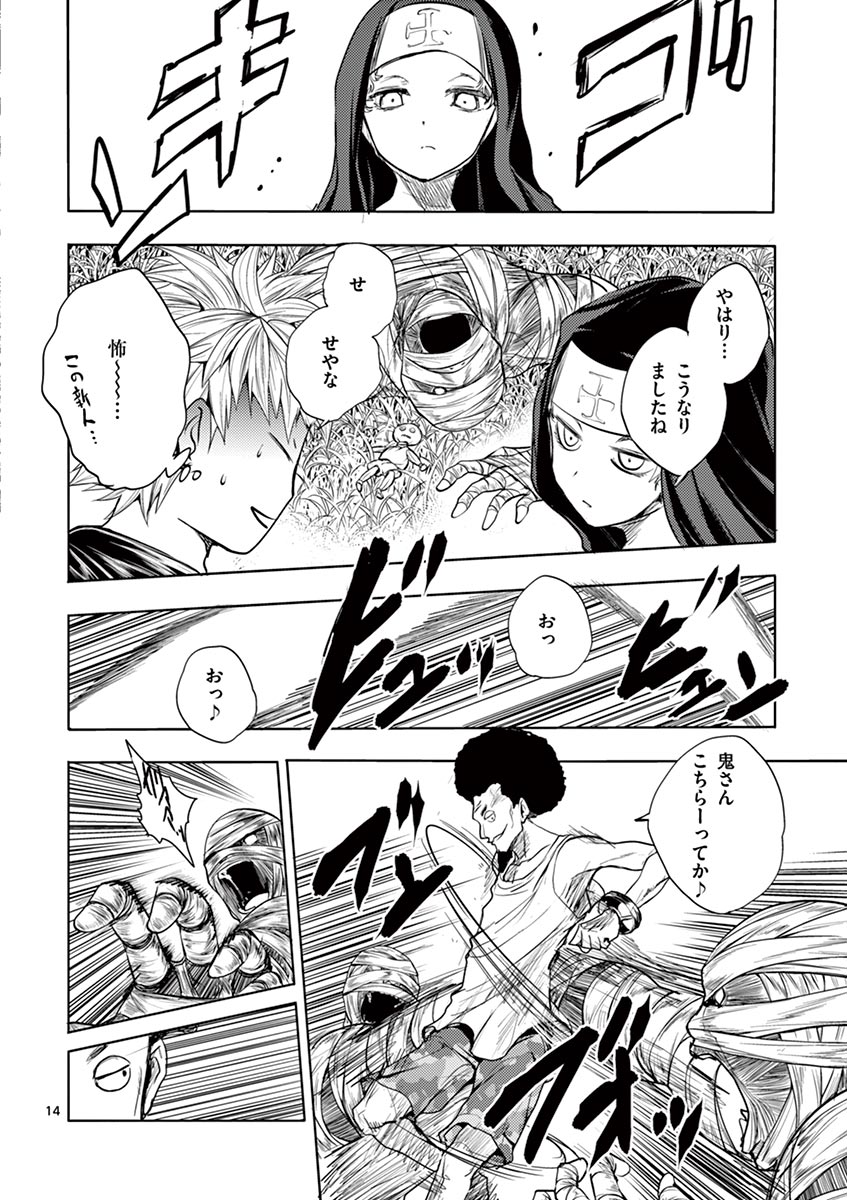 ゴ
キ
やはり…
こうなり
ましたね
せ
せやな
怖〜〜〜…
この新人…
ビュン
ビュッ
おっ
おっ♪
鬼さん
こちらーってか♪
ブン
ブオッ
14